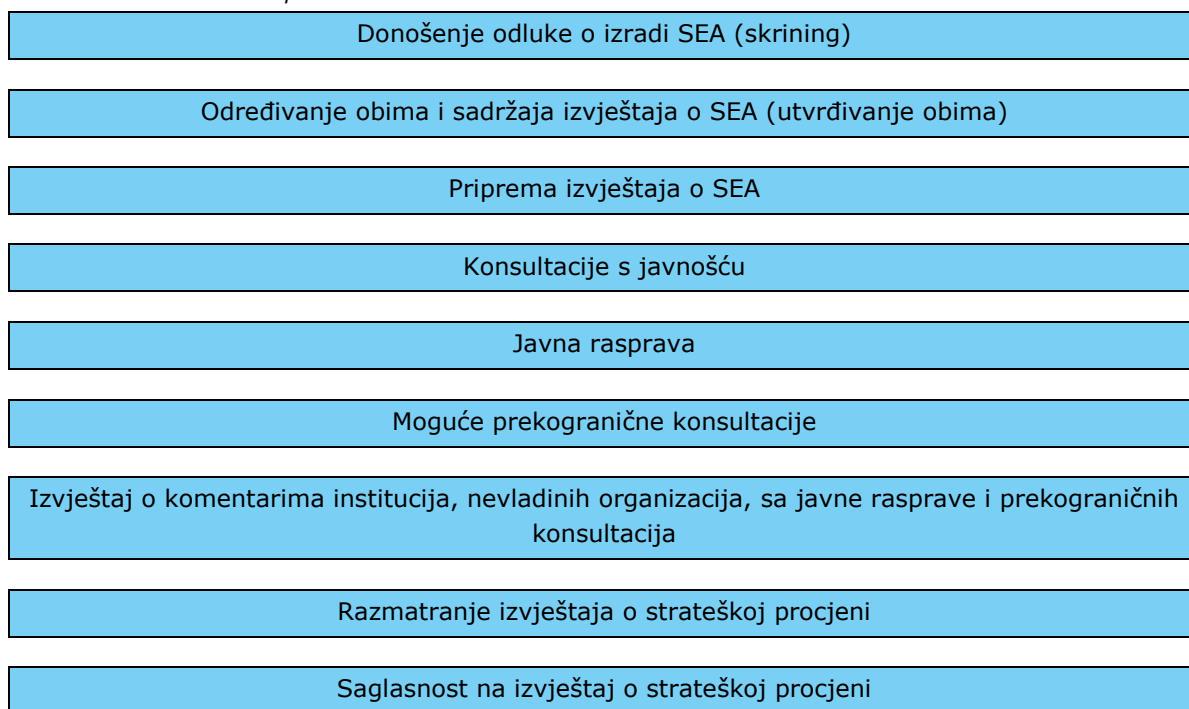 Donošenje odluke o izradi SEA (skrining)
Određivanje obima i sadržaja izvještaja o SEA (utvrđivanje obima)
Priprema izvještaja o SEA
Konsultacije s javnošću
Javna rasprava
Moguće prekogranične konsultacije
Izvještaj o komentarima institucija, nevladinih organizacija, sa javne rasprave i prekograničnih
konsultacija
Razmatranje izvještaja o strateškoj procjeni
Saglasnost na izvještaj o strateškoj procjeni